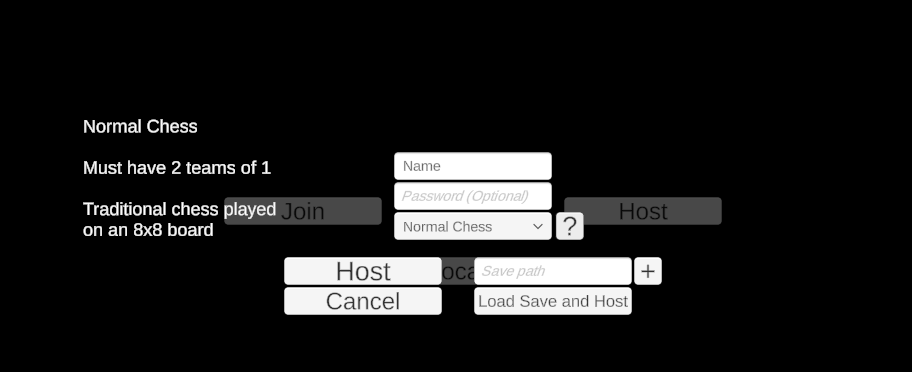 Normal Chess
Must have 2 teams of 1
Traditional chess played
on an 8x8 board
Name
Password (Optional)
Normal Chess
?
Join
Host
Host
oca
Save path
+
Cancel
Load Save and Host